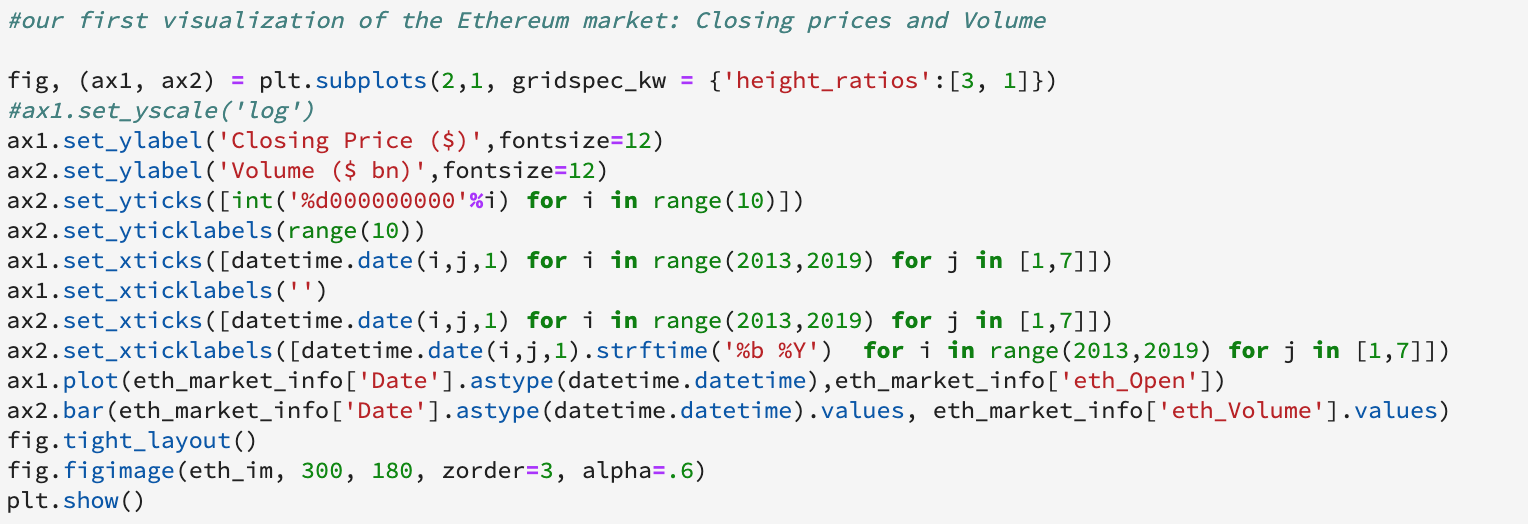 #our first visualization of the Ethereum market: Closing prices and Volume
fig, (ax1, ax2) = plt.subplots(2,1, gridspec_kw = {'height_ratios':[3, 1]})
#ax1.set_yscale('log')
ax1.set_ylabel('Closing Price ($)',fontsize=12)
ax2.set_ylabel('Volume ($ bn)',fontsize=12)
ax2.set_yticks([int('%d000000000'%i) for i in range(10)])
ax2.set_yticklabels(range(10))
ax1.set_xticks([datetime.date(i,j,1) for i in range(2013,2019) for j in [1,7]])
ax1.set_xticklabels('')
ax2.set_xticks([datetime.date(i,j,1) for i in range(2013,2019) for j in [1,7]])
ax2.set_xticklabels([datetime.date(i,j,1).strftime('%b %Y')  for i in range(2013,2019) for j in [1,7]])
ax1.plot(eth_market_info['Date'].astype(datetime.datetime),eth_market_info['eth_Open'])
ax2.bar(eth_market_info['Date'].astype(datetime.datetime).values, eth_market_info['eth_Volume'].values)
fig.tight_layout()
fig.figimage(eth_im, 300, 180, zorder=3, alpha=.6)
plt.show()